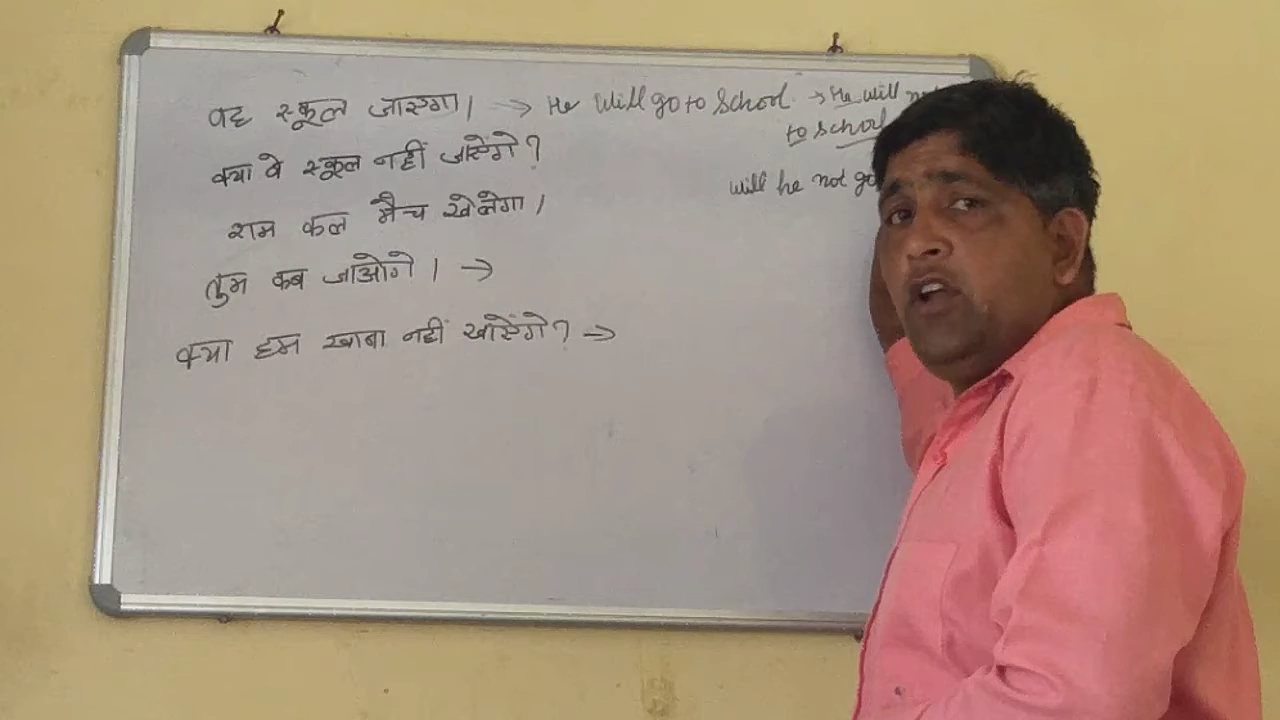 वह स्कूल जाएगा। → He will go to School. → He will
to School
क्या वे स्कूल नहीं जाएेंगे?
will he not go
राम कल मैच खेलेगा।
तुम कब जाओगे। →
क्या हम खाबा नहीं खाएेंगे? →